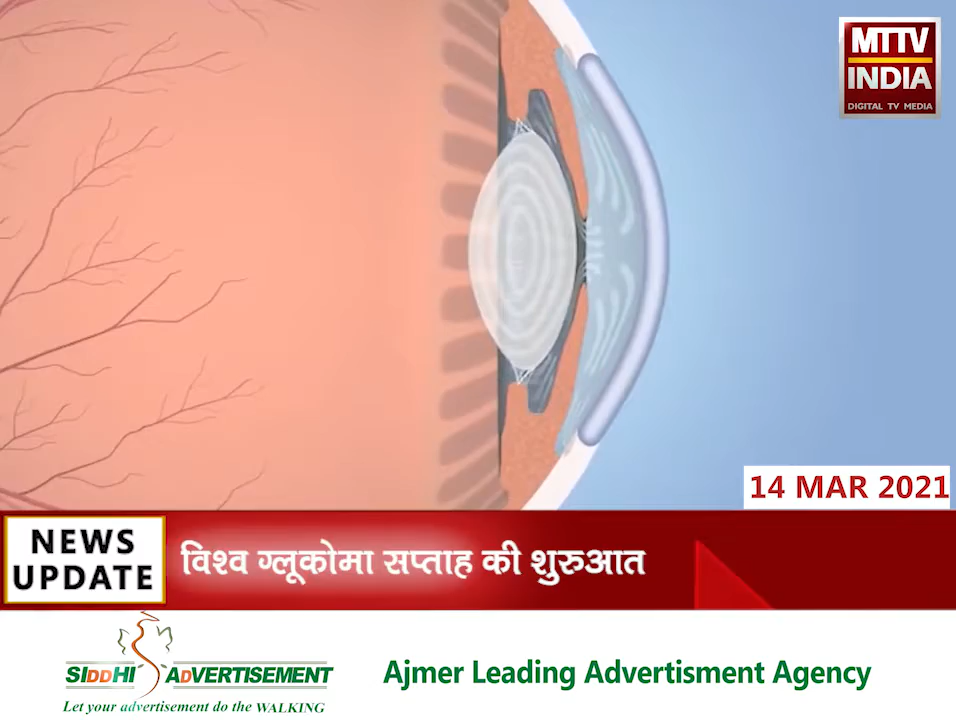 MTTV
INDIA
DIGITAL TV MEDIA
14 MAR 2021
NEWS
UPDATE
विश्व ग्लूकोमा सप्ताह की शुरुआत
SIDDHI ADVERTISEMENT
Let your advertisement do the WALKING
Ajmer Leading Advertisment Agency